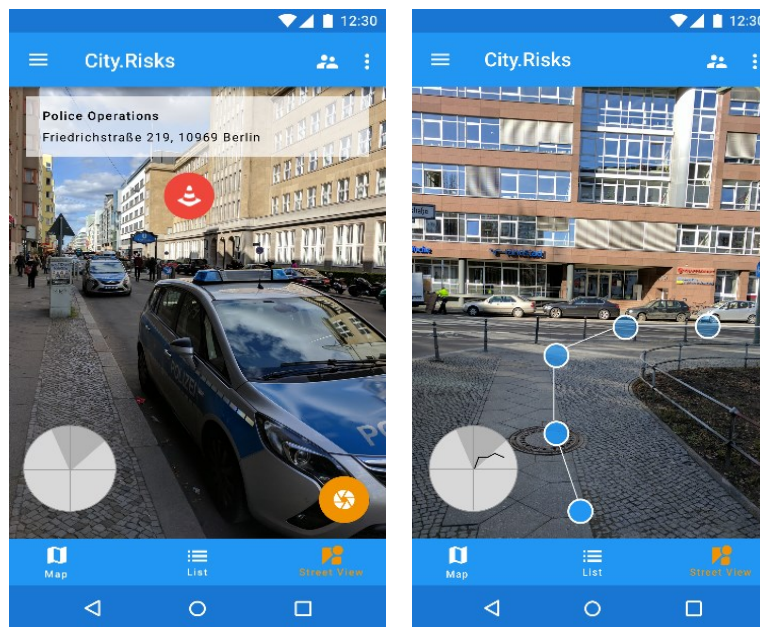 12:30
City.Risks
Police Operations
Friedrichstraße 219, 10969 Berlin
POLIZEI
PO
Map
List
Street View
12:30
City.Risks
Map
List
Street View